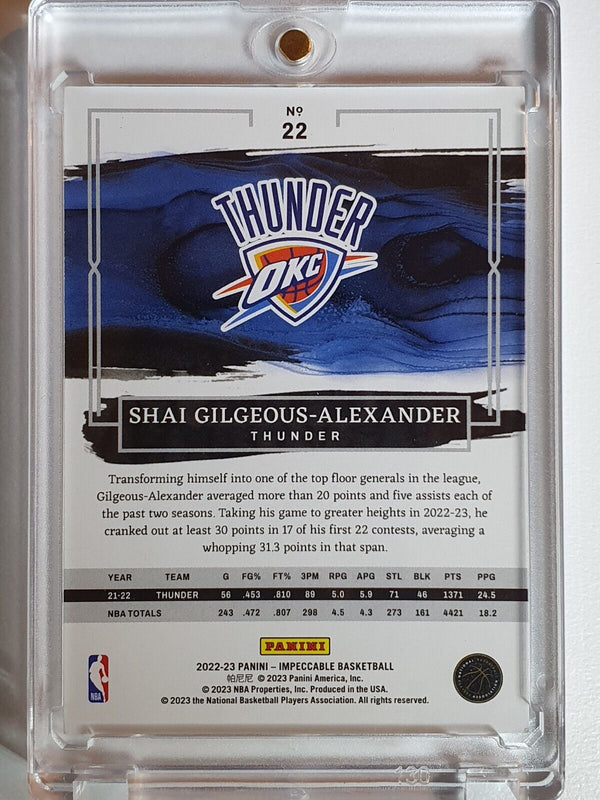 Nº
22
THUNDER
OKC
SHAI GILGEOUS-ALEXANDER
THUNDER
Transforming himself into one of the top floor generals in the league,
Gilgeous-Alexander averaged more than 20 points and five assists each of
the past two seasons. Taking his game to greater heights in 2022-23, he
cranked out at least 30 points in 17 of his first 22 contests, averaging a
whopping 31.3 points in that span.
YEAR TEAM G FG% FT% 3PM RPG APG STL BLK PTS PPG
21-22 THUNDER 56 .453 .810 89 5.0 5.9 71 46 1371 24.5
NBA TOTALS 243 .472 .807 298 4.5 4.3 273 161 4421 18.2
PANINI
2022-23 PANINI – IMPECCABLE BASKETBALL
帕尼尼 © 2023 Panini America, Inc.
© 2023 NBA Properties, Inc. Produced in the USA.
© 2023 the National Basketball Players Association. All rights reserved.
NBA
130